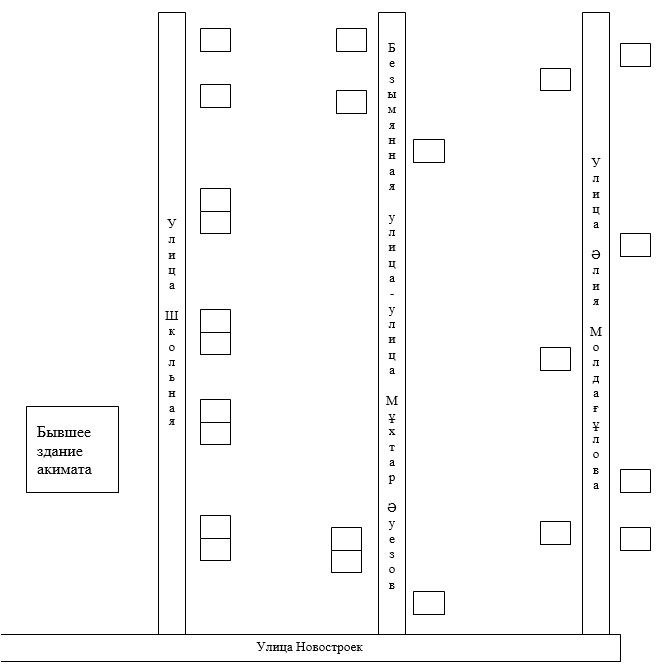 Улица Школьная
Безымянная улица-улица Мұхтар Әуезов
Улица Әлия Молдағұлова
Бывшее
здание
акимата
Улица Новостроек